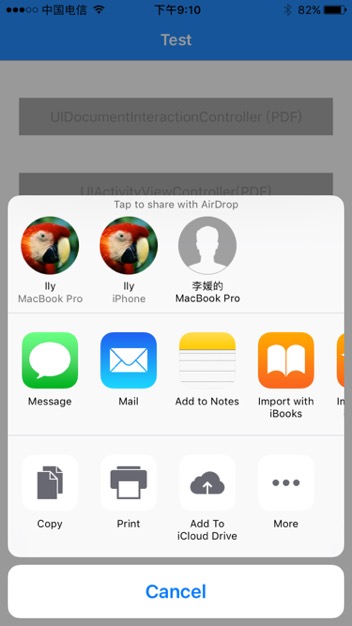 中国电信
下午9:10
82%
Test
UIDocumentInteractionController (PDF)
UIActivityViewController(PDF)
Tap to share with AirDrop
lly
MacBook Pro
lly
iPhone
李媛的
MacBook Pro
Message
Mail
Add to Notes
Import with
iBooks
Copy
Print
Add To
iCloud Drive
More
Cancel